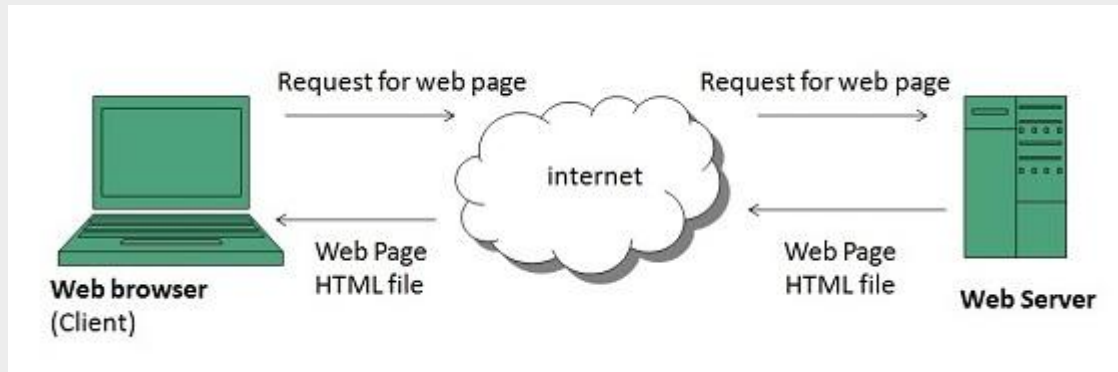 Request for web page
Request for web page
internet
Web Page
HTML file
Web Page
HTML file
Web browser
(Client)
Web Server